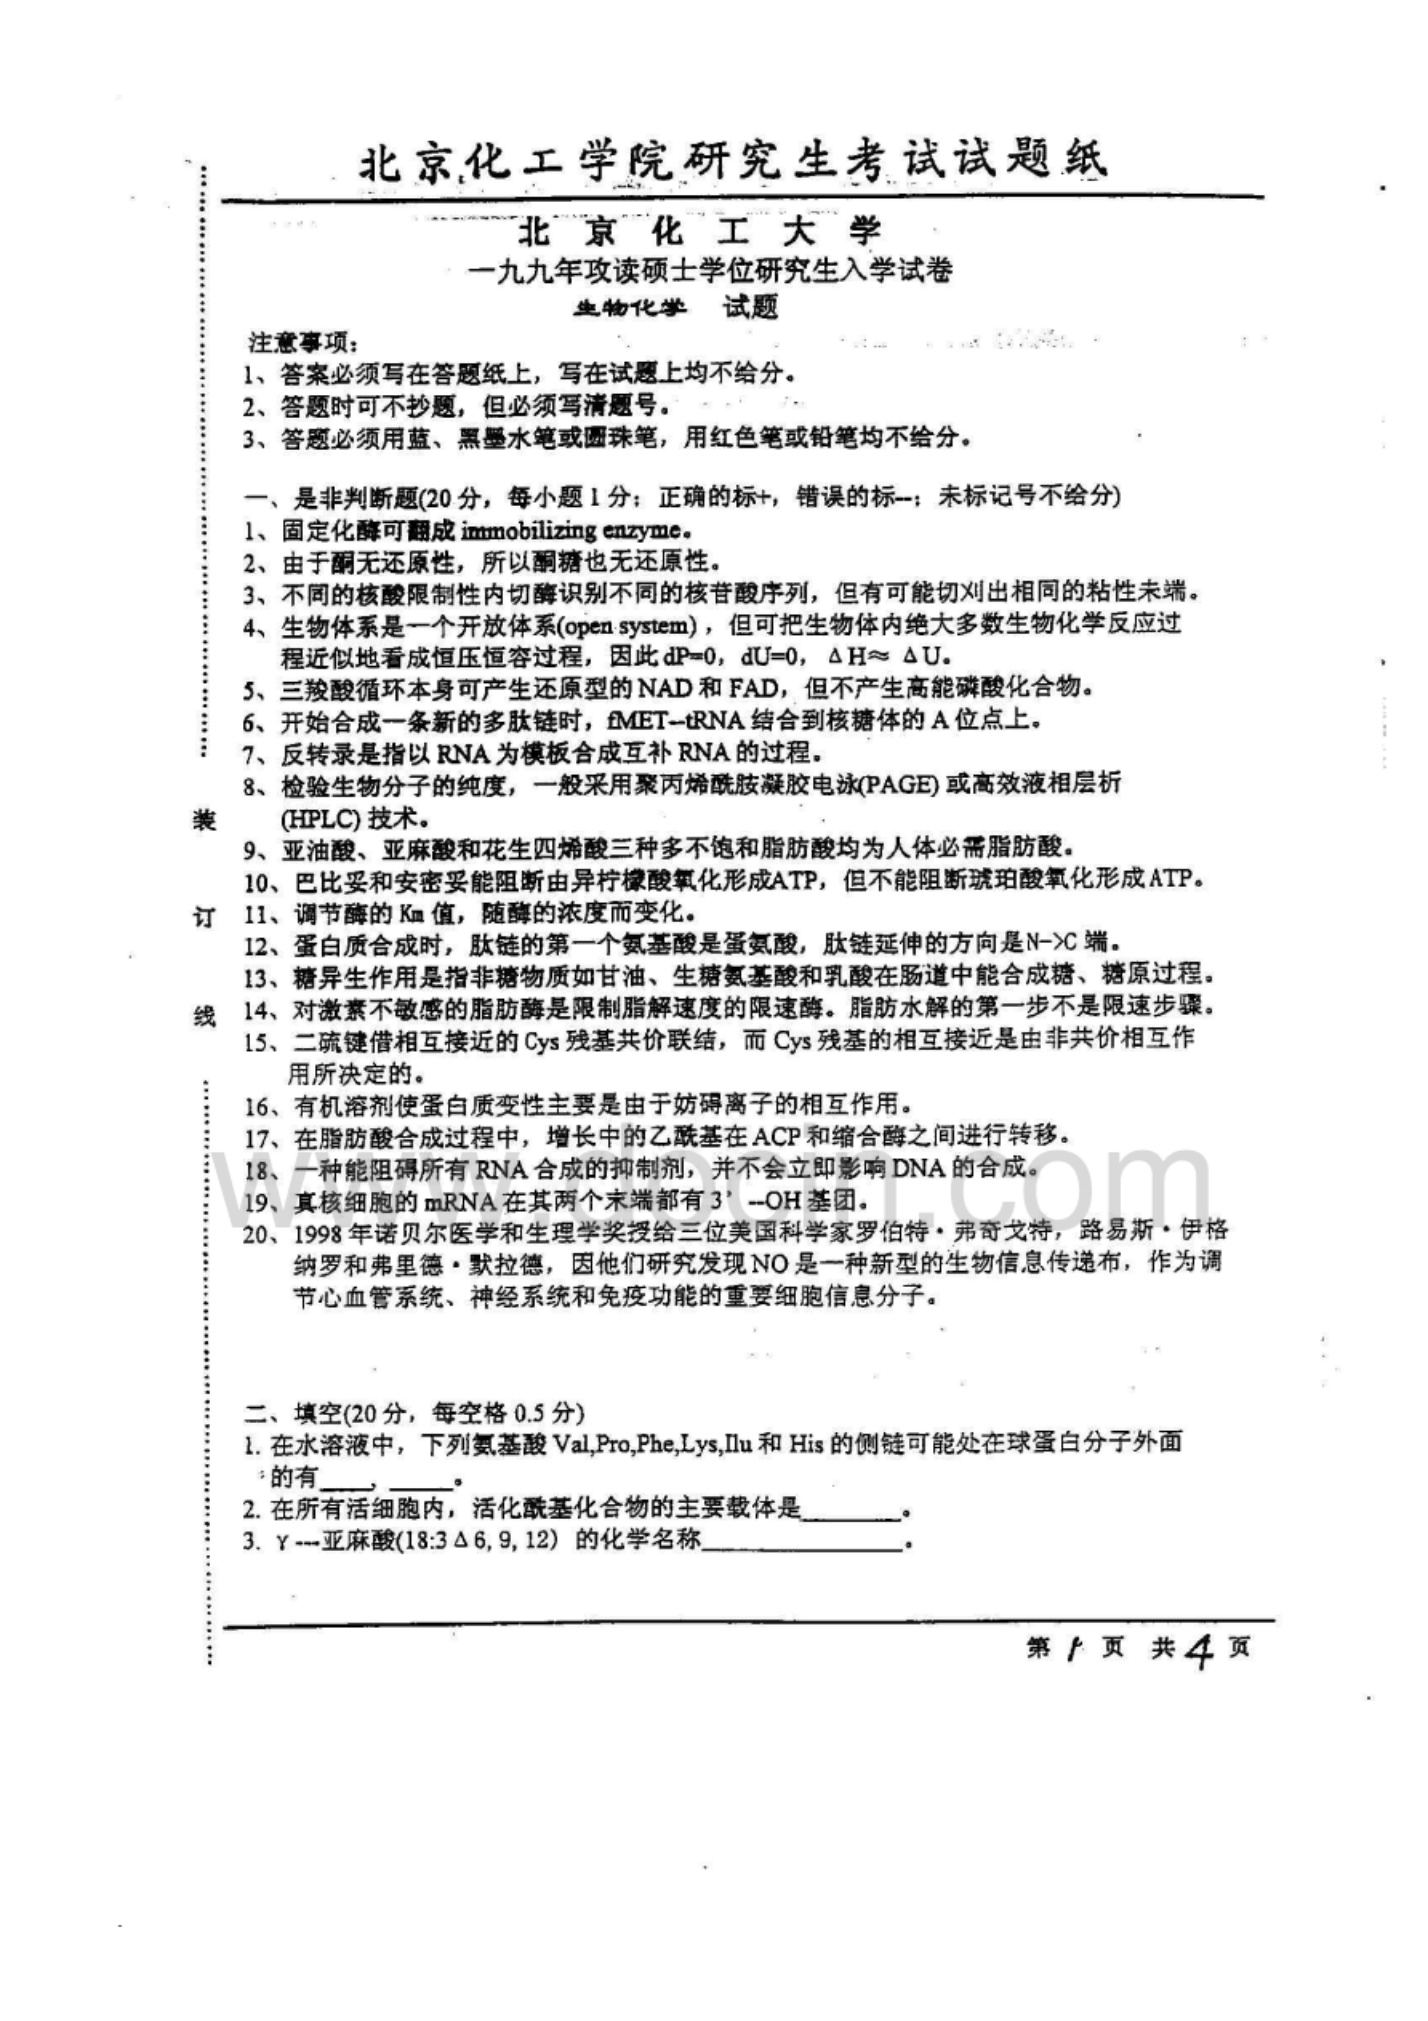 北京化工学院研究生考试试题纸
北 京 化 工 大 学
一九九年攻读硕士学位研究生入学试卷
生物化学 试题
注意事项：
1、答案必须写在答题纸上，写在试题上均不给分。
2、答题时可不抄题，但必须写清题号。
3、答题必须用蓝、黑墨水笔或圆珠笔，用红色笔或铅笔均不给分。
一、是非判断题(20分，每小题1分；正确的标+，错误的标--；未标记号不给分)
1、固定化酶可翻成 immobilizing enzyme。
2、由于酮无还原性，所以酮糖也无还原性。
3、不同的核酸限制性内切酶识别不同的核苷酸序列，但有可能切刈出相同的粘性未端。
4、生物体系是一个开放体系(open system)，但可把生物体内绝大多数生物化学反应过
程近似地看成恒压恒容过程，因此 dP=0，dU=0，ΔH≈ ΔU。
5、三羧酸循环本身可产生还原型的 NAD 和 FAD，但不产生高能磷酸化合物。
6、开始合成一条新的多肽链时，fMET--tRNA 结合到核糖体的 A 位点上。
7、反转录是指以 RNA 为模板合成互补 RNA 的过程。
8、检验生物分子的纯度，一般采用聚丙烯酰胺凝胶电泳(PAGE) 或高效液相层析
(HPLC) 技术。
9、亚油酸、亚麻酸和花生四烯酸三种多不饱和脂肪酸均为人体必需脂肪酸。
10、巴比妥和安密妥能阻断由异柠檬酸氧化形成ATP，但不能阻断琥珀酸氧化形成ATP。
11、调节酶的 Km 值，随酶的浓度而变化。
12、蛋白质合成时，肽链的第一个氨基酸是蛋氨酸，肽链延伸的方向是N->C 端。
13、糖异生作用是指非糖物质如甘油、生糖氨基酸和乳酸在肠道中能合成糖、糖原过程。
14、对激素不敏感的脂肪酶是限制脂解速度的限速酶。脂肪水解的第一步不是限速步骤。
15、二硫键借相互接近的 Cys 残基共价联结，而 Cys 残基的相互接近是由非共价相互作
用所决定的。
16、有机溶剂使蛋白质变性主要是由于妨碍离子的相互作用。
17、在脂肪酸合成过程中，增长中的乙酰基在 ACP 和缩合酶之间进行转移。
18、一种能阻碍所有 RNA 合成的抑制剂，并不会立即影响 DNA 的合成。
19、真核细胞的 mRNA 在其两个末端都有 3’--OH 基团。
20、1998 年诺贝尔医学和生理学奖授给三位美国科学家罗伯特·弗奇戈特，路易斯·伊格
纳罗和弗里德·默拉德，因他们研究发现 NO 是一种新型的生物信息传递布，作为调
节心血管系统、神经系统和免疫功能的重要细胞信息分子。
二、填空(20 分，每空格 0.5 分)
1. 在水溶液中，下列氨基酸 Val,Pro,Phe,Lys,Ilu 和 His 的侧链可能处在球蛋白分子外面
的有____, ____。
2. 在所有活细胞内，活化酰基化合物的主要载体是________。
3. γ---亚麻酸(18:3Δ6, 9, 12) 的化学名称________________。
第 1 页 共 4 页
装
订
线
www.docin.com